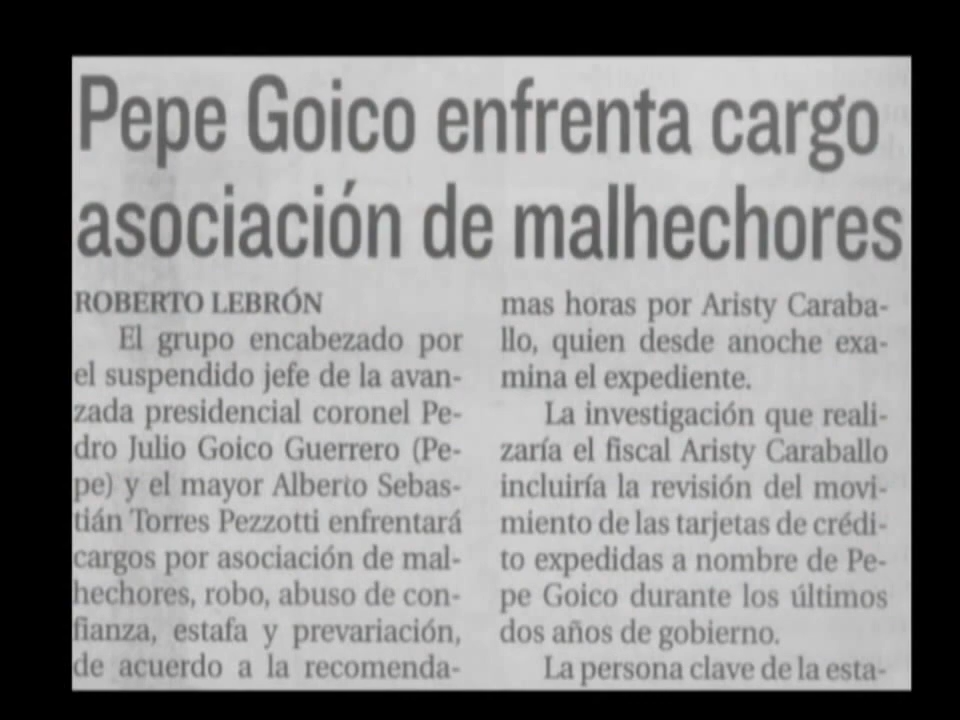 Pepe Goico enfrenta cargo
asociación de malhechores
ROBERTO LEBRÓN
El grupo encabezado por
el suspendido jefe de la avan-
zada presidencial coronel Pe-
dro Julio Goico Guerrero (Pe-
pe) y el mayor Alberto Sebas-
tián Torres Pezzotti enfrentará
cargos por asociación de mal-
hechores, robo, abuso de con-
fianza, estafa y prevariación,
de acuerdo a la recomenda-
mas horas por Aristy Caraba-
llo, quien desde anoche exa-
mina el expediente.
La investigación que reali-
zaría el fiscal Aristy Caraballo
incluiría la revisión del movi-
miento de las tarjetas de crédi-
to expedidas a nombre de Pe-
pe Goico durante los últimos
dos años de gobierno.
La persona clave de la esta-